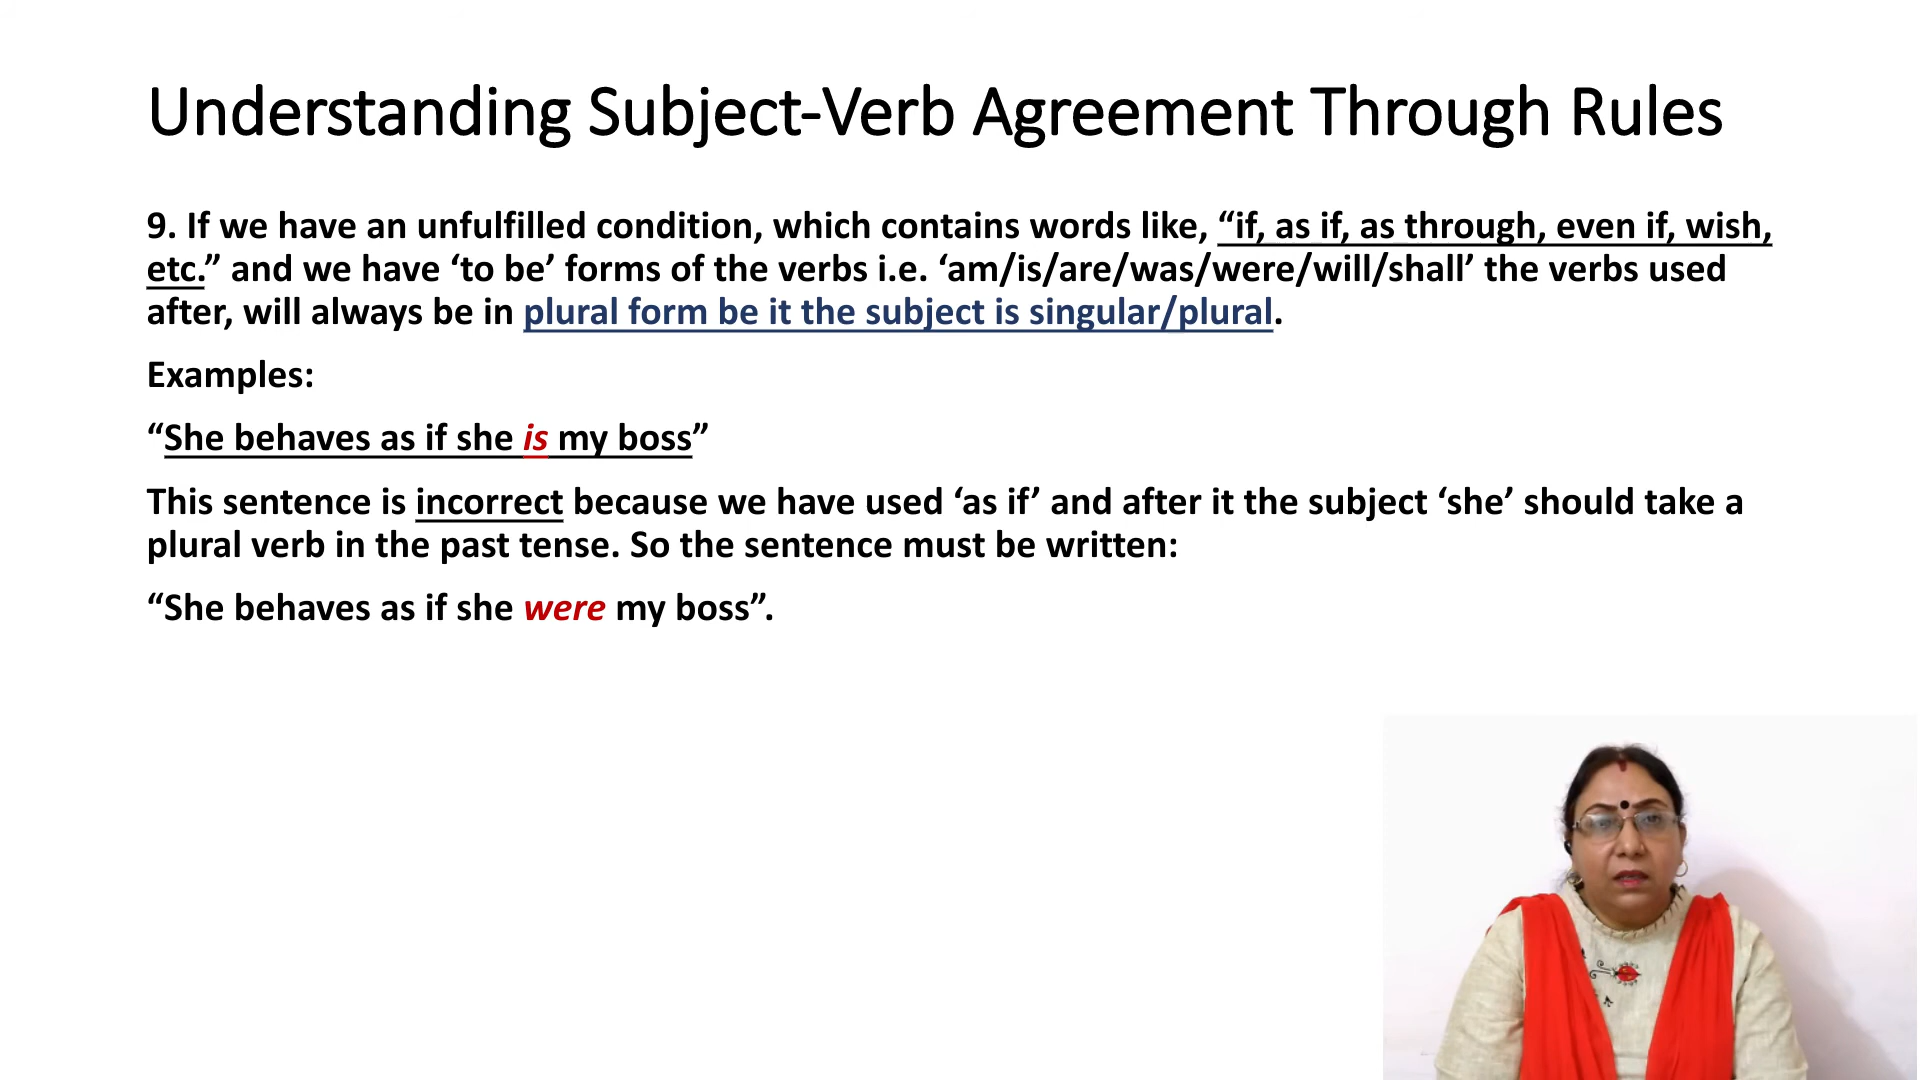 Understanding Subject-Verb Agreement Through Rules
9. If we have an unfulfilled condition, which contains words like, “if, as if, as through, even if, wish,
etc.” and we have ‘to be’ forms of the verbs i.e. ‘am/is/are/was/were/will/shall’ the verbs used
after, will always be in plural form be it the subject is singular/plural.
Examples:
“She behaves as if she is my boss”
This sentence is incorrect because we have used ‘as if’ and after it the subject ‘she’ should take a
plural verb in the past tense. So the sentence must be written:
“She behaves as if she were my boss”.